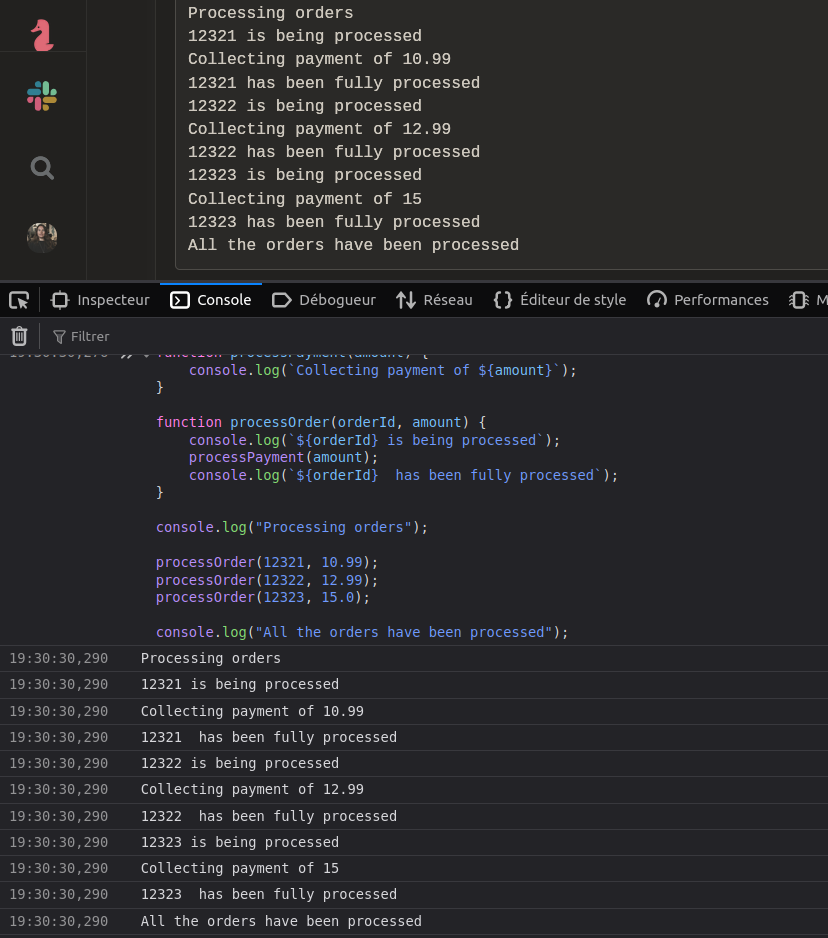 Processing orders
12321 is being processed
Collecting payment of 10.99
12321 has been fully processed
12322 is being processed
Collecting payment of 12.99
12322 has been fully processed
12323 is being processed
Collecting payment of 15
12323 has been fully processed
All the orders have been processed
Inspecteur Console Débogueur Réseau Éditeur de style Performances M
Filtrer
function processPayment(amount) {
    console.log(`Collecting payment of ${amount}`);
}
function processOrder(orderId, amount) {
    console.log(`${orderId} is being processed`);
    processPayment(amount);
    console.log(`${orderId}  has been fully processed`);
}
console.log("Processing orders");
processOrder(12321, 10.99);
processOrder(12322, 12.99);
processOrder(12323, 15.0);
console.log("All the orders have been processed");
19:30:30,290 Processing orders
19:30:30,290 12321 is being processed
19:30:30,290 Collecting payment of 10.99
19:30:30,290 12321  has been fully processed
19:30:30,290 12322 is being processed
19:30:30,290 Collecting payment of 12.99
19:30:30,290 12322  has been fully processed
19:30:30,290 12323 is being processed
19:30:30,290 Collecting payment of 15
19:30:30,290 12323  has been fully processed
19:30:30,290 All the orders have been processed